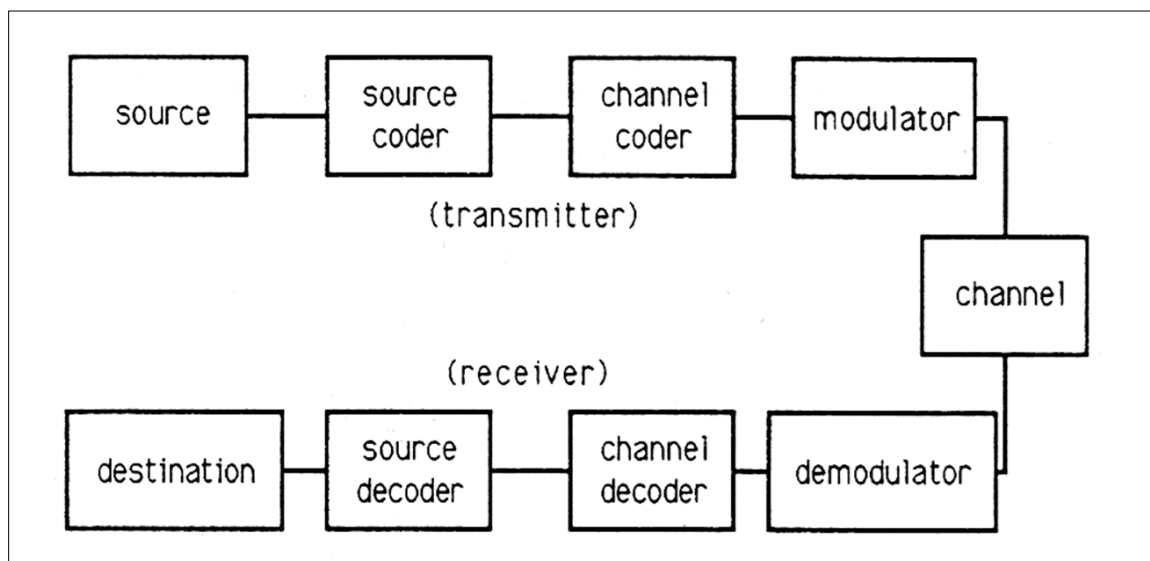 source
source
coder
channel
coder
modulator
(transmitter)
channel
(receiver)
destination
source
decoder
channel
decoder
demodulator